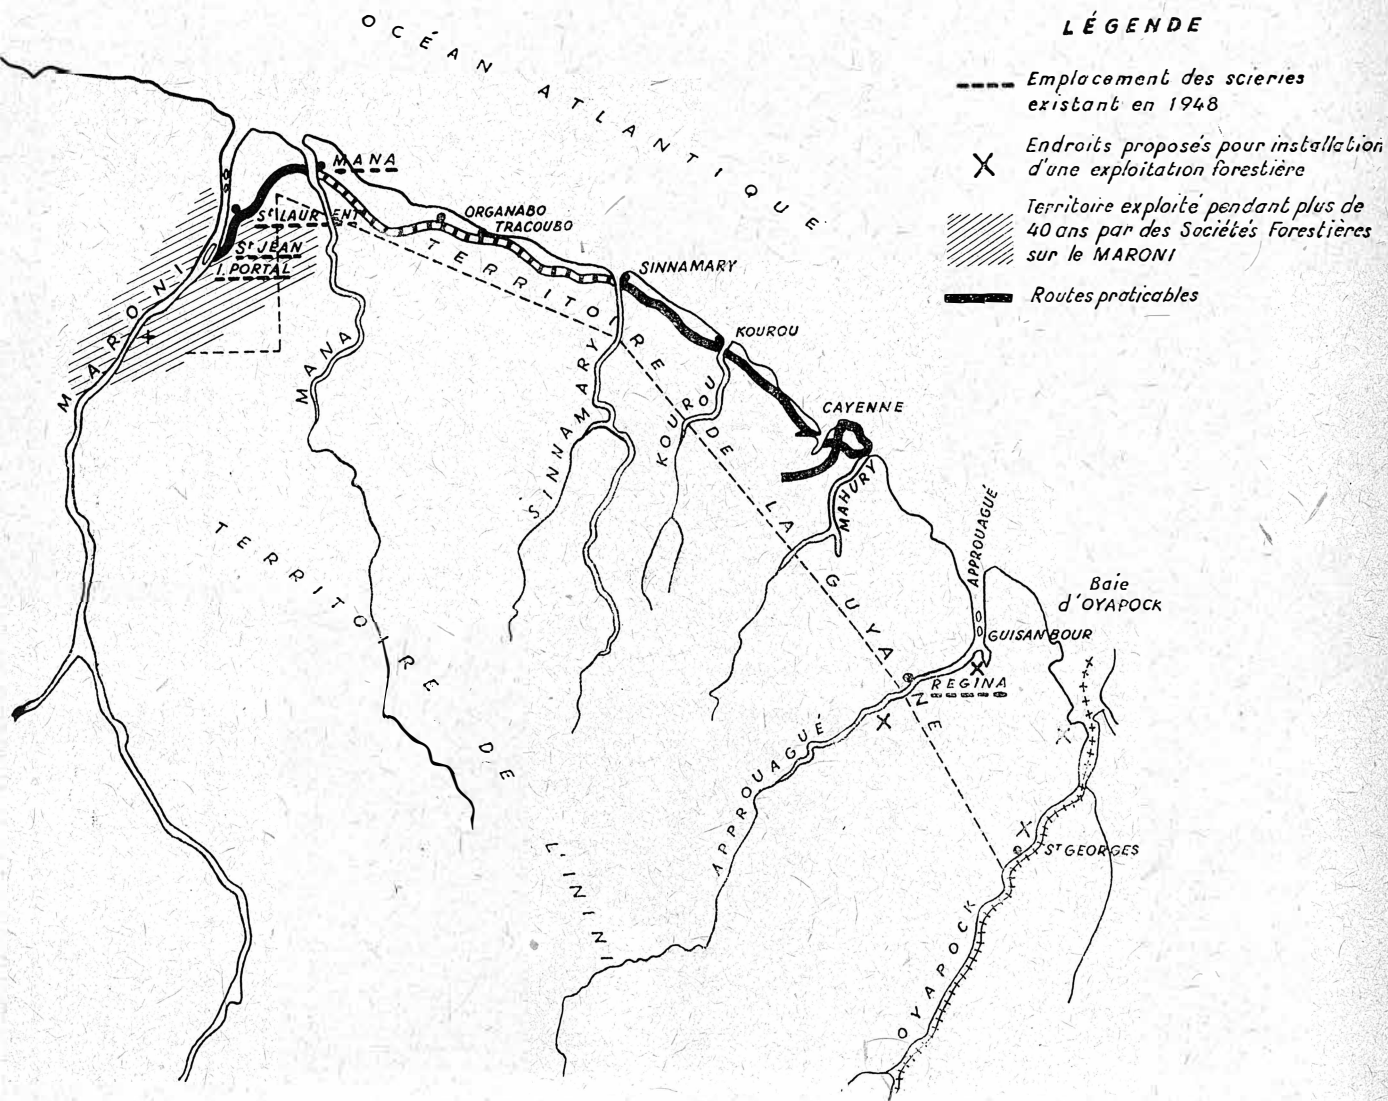 OCÉAN ATLANTIQUE
LÉGENDE
Emplacement des scieries
existant en 1948
Endroits proposés pour installation
d'une exploitation forestière
Territoire exploité pendant plus de
40 ans par des Sociétés Forestières
sur le MARONI
Routes praticables
MANA
St LAURENT
St JEAN
I. PORTAL
ORGANABO
TRACOUBO
SINNAMARY
KOUROU
CAYENNE
MARONI
MANA
SINNAMARY
KOUROU
MAHURY
APPROUAGUÉ
TERRITOIRE DE LA GUYANE
TERRITOIRE DE L'ININI
Baie
d'OYAPOCK
GUISANBOUR
REGINA
APPROUAGUÉ
ST GEORGES
OYAPOCK